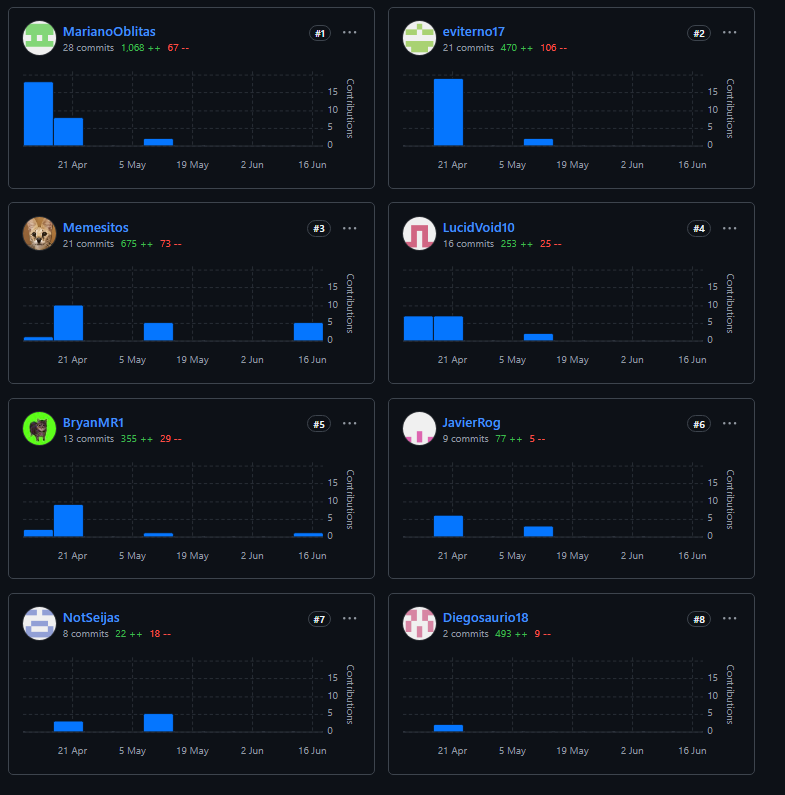 MarianoOblitas #1 ...
28 commits 1,068 ++ 67 --
15
10
5
0
Contributions
21 Apr 5 May 19 May 2 Jun 16 Jun
eviterno17 #2 ...
21 commits 470 ++ 106 --
15
10
5
0
Contributions
21 Apr 5 May 19 May 2 Jun 16 Jun
Memesitos #3 ...
21 commits 675 ++ 73 --
15
10
5
0
Contributions
21 Apr 5 May 19 May 2 Jun 16 Jun
LucidVoid10 #4 ...
16 commits 253 ++ 25 --
15
10
5
0
Contributions
21 Apr 5 May 19 May 2 Jun 16 Jun
BryanMR1 #5 ...
13 commits 355 ++ 29 --
15
10
5
0
Contributions
21 Apr 5 May 19 May 2 Jun 16 Jun
JavierRog #6 ...
9 commits 77 ++ 5 --
15
10
5
0
Contributions
21 Apr 5 May 19 May 2 Jun 16 Jun
NotSeijas #7 ...
8 commits 22 ++ 18 --
15
10
5
0
Contributions
21 Apr 5 May 19 May 2 Jun 16 Jun
Diegosaurio18 #8 ...
2 commits 493 ++ 9 --
15
10
5
0
Contributions
21 Apr 5 May 19 May 2 Jun 16 Jun